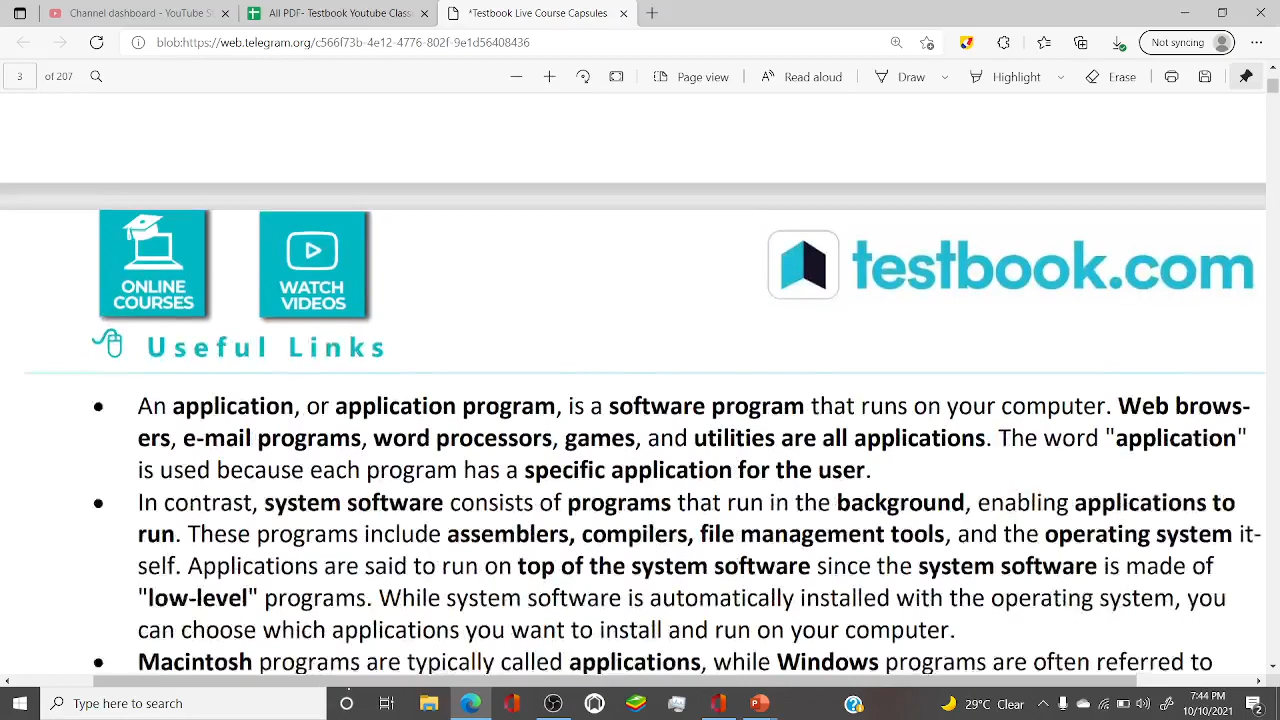 Channel dashboard - YouTube St
All PDF- Testbook Youtube Class
*Testbook Live Course Capsules
blob:https://web.telegram.org/c566f73b-4e12-4776-802f-9e1d56408436
Not syncing
3 of 207
Page view
Read aloud
Draw
Highlight
Erase
ONLINE
COURSES
WATCH
VIDEOS
testbook.com
Useful Links
• An application, or application program, is a software program that runs on your computer. Web brows-
ers, e-mail programs, word processors, games, and utilities are all applications. The word "application"
is used because each program has a specific application for the user.
• In contrast, system software consists of programs that run in the background, enabling applications to
run. These programs include assemblers, compilers, file management tools, and the operating system it-
self. Applications are said to run on top of the system software since the system software is made of
"low-level" programs. While system software is automatically installed with the operating system, you
can choose which applications you want to install and run on your computer.
• Macintosh programs are typically called applications, while Windows programs are often referred to
Type here to search
29°C Clear
7:44 PM
10/10/2021
2